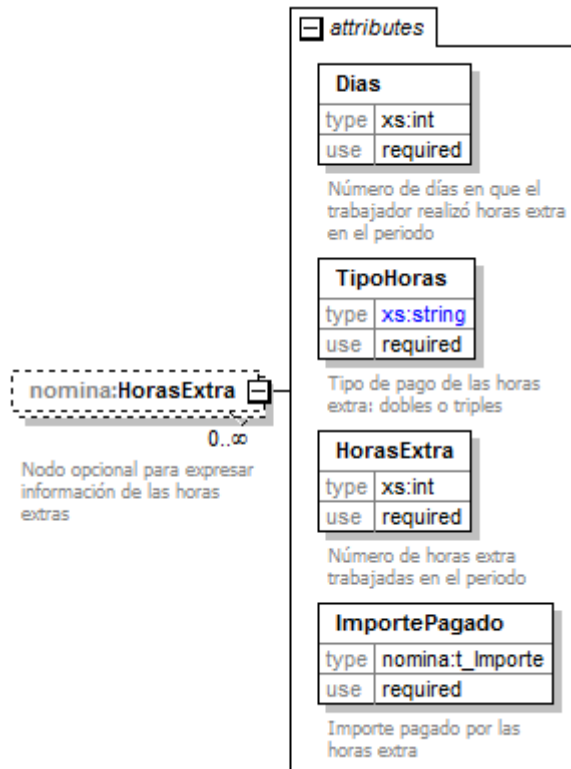 attributes
Dias
type xs:int
use required
Número de días en que el
trabajador realizó horas extra
en el periodo
TipoHoras
type xs:string
use required
Tipo de pago de las horas
extra: dobles o triples
nomina:HorasExtra
0..∞
Nodo opcional para expresar
información de las horas
extras
HorasExtra
type xs:int
use required
Número de horas extra
trabajadas en el periodo
ImportePagado
type nomina:t_Importe
use required
Importe pagado por las
horas extra